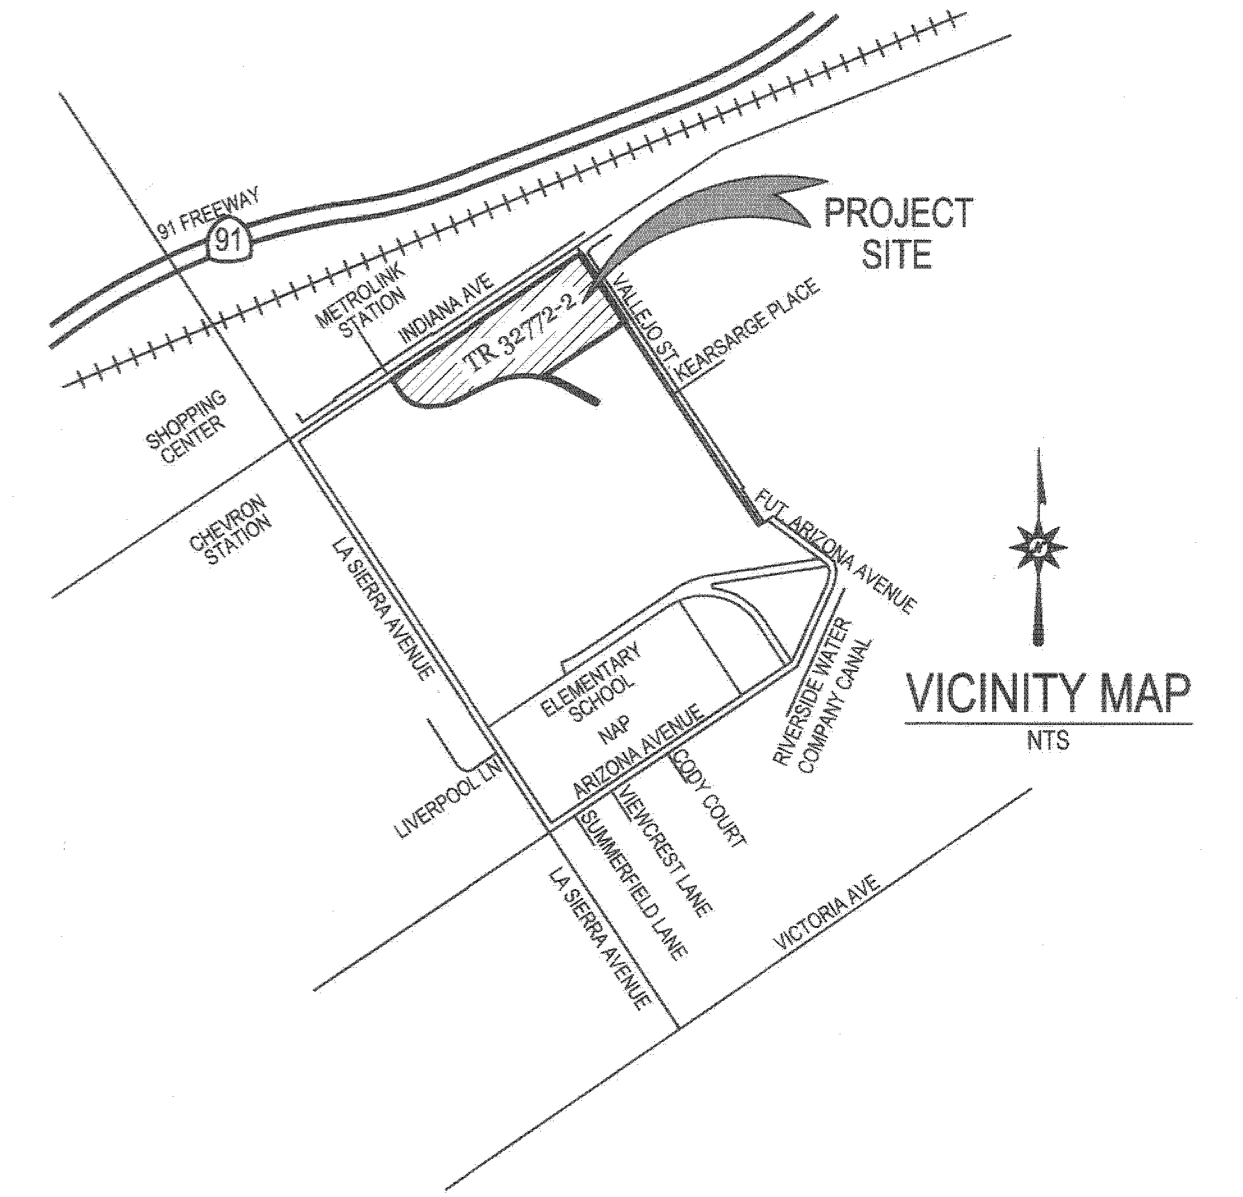 91 FREEWAY
91
PROJECT
SITE
METROLINK
STATION
INDIANA AVE
TR 32772-2
VALLEJO ST.
KEARSARGE PLACE
SHOPPING
CENTER
CHEVRON
STATION
LA SIERRA AVENUE
FUT. ARIZONA AVENUE
N
RIVERSIDE WATER
COMPANY CANAL
ELEMENTARY
SCHOOL
NAP
VICINITY MAP
NTS
ARIZONA AVENUE
LIVERPOOL LN
CODY COURT
VIEWCREST LANE
SUMMERFIELD LANE
LA SIERRA AVENUE
VICTORIA AVE